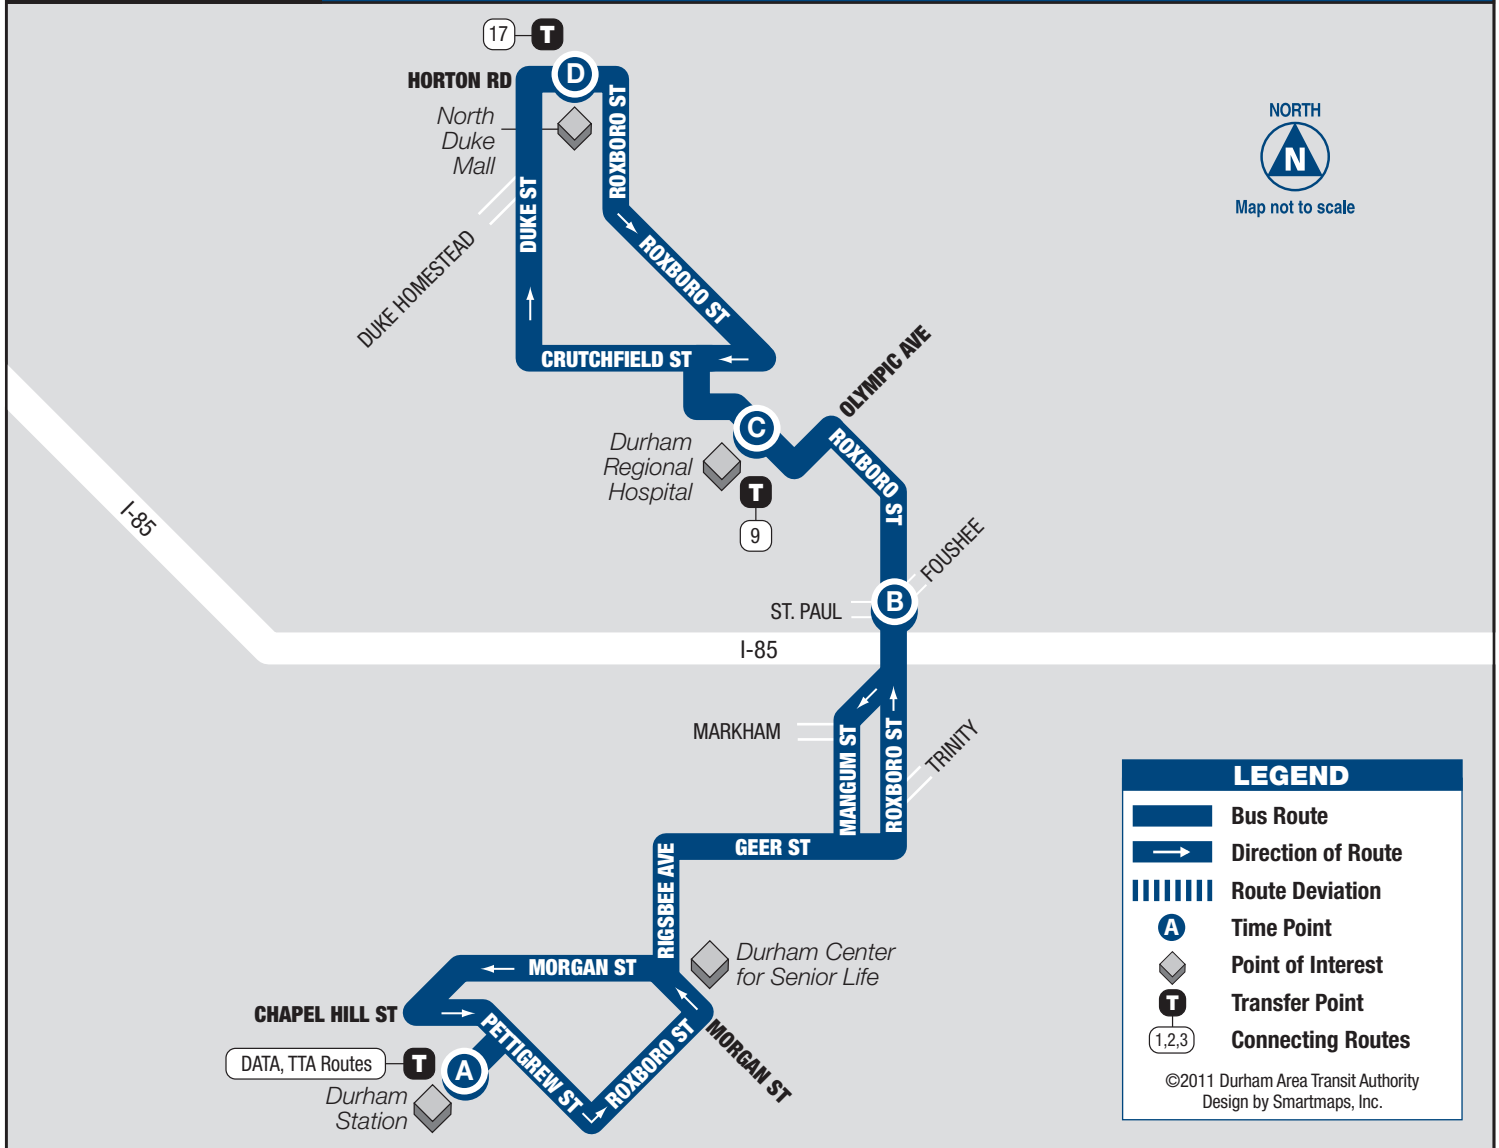 17
T
HORTON RD
D
North
Duke
Mall
ROXBORO ST
DUKE ST
DUKE HOMESTEAD
ROXBORO ST
CRUTCHFIELD ST
NORTH
N
Map not to scale
OLYMPIC AVE
C
Durham
Regional
Hospital
T
9
ROXBORO ST
FOUSHEE
B
ST. PAUL
I-85
I-85
MARKHAM
MANGUM ST
ROXBORO ST
TRINITY
GEER ST
RIGSBEE AVE
Durham Center
for Senior Life
MORGAN ST
CHAPEL HILL ST
PETTIGREW ST
ROXBORO ST
MORGAN ST
DATA, TTA Routes
T
A
Durham
Station
LEGEND
Bus Route
Direction of Route
Route Deviation
A
Time Point
Point of Interest
T
Transfer Point
1,2,3
Connecting Routes
©2011 Durham Area Transit Authority
Design by Smartmaps, Inc.